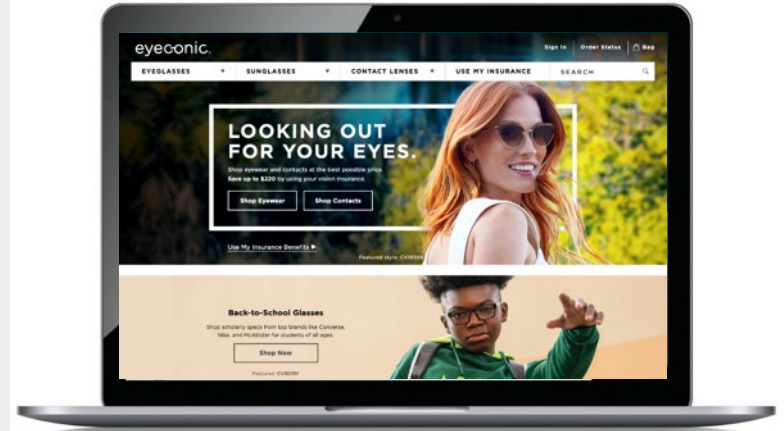 eyeconic.
Sign In Order Status Bag
EYEGLASSES SUNGLASSES CONTACT LENSES USE MY INSURANCE SEARCH
LOOKING OUT
FOR YOUR EYES.
Shop eyewear and contacts at the best possible price.
Save up to $220 by using your vision insurance.
Shop Eyewear Shop Contacts
Use My Insurance Benefits ▶
Featured style:
Back-to-School Glasses
Shop scholarly specs from top brands like Converse,
Nike, and McAllister for students of all ages.
Shop Now
Featured: